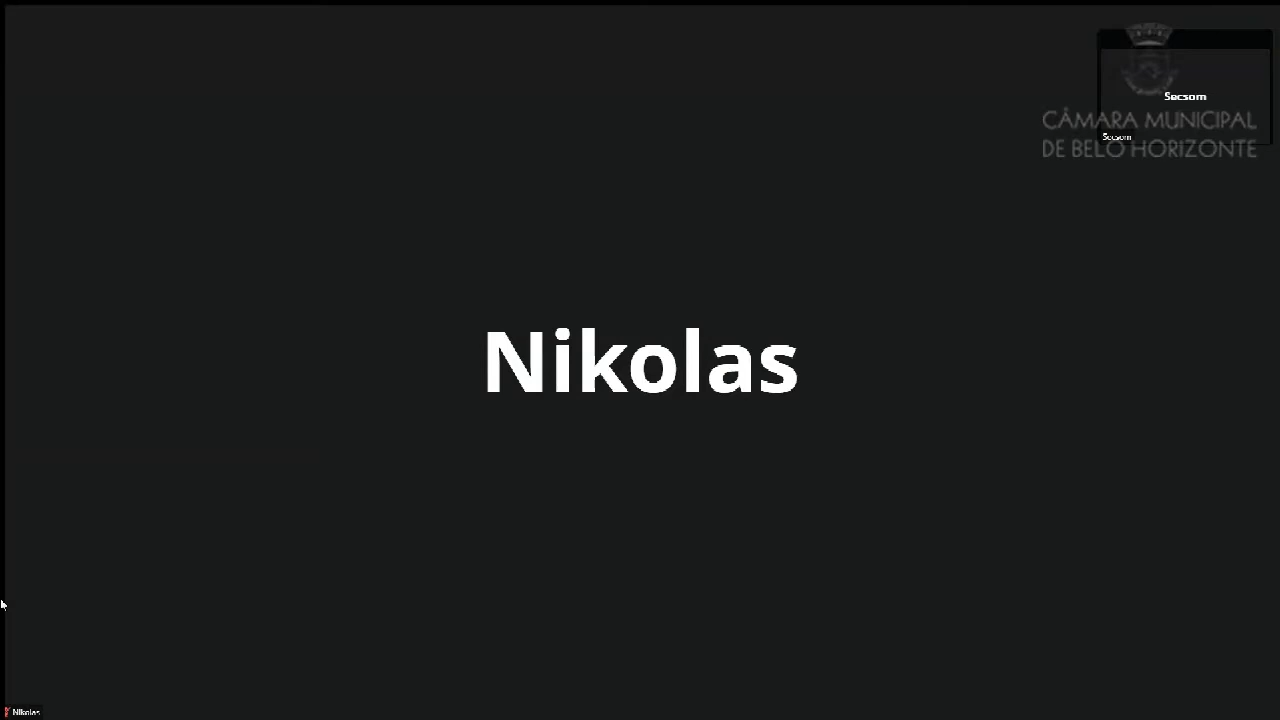 Secsom
CÂMARA MUNICIPAL
Secsom
DE BELO HORIZONTE
Nikolas
Nikolas